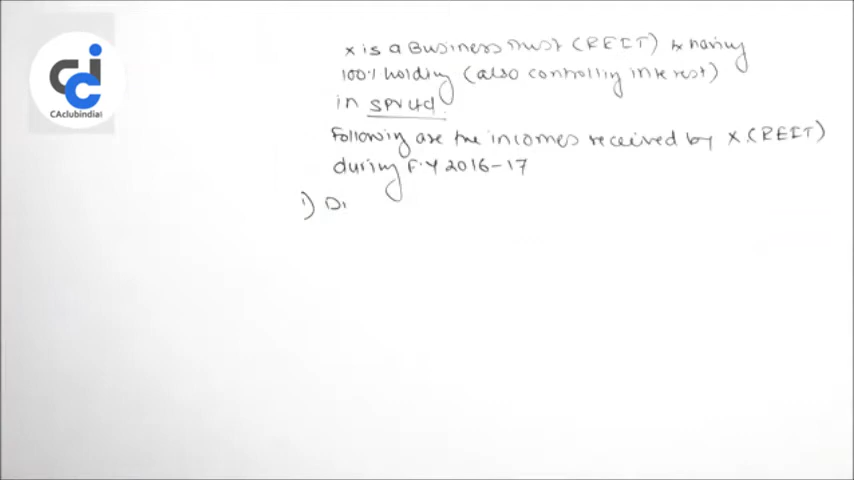 CAclubindia
x is a Business Trust (REIT) having
100% holding (also controlling interest)
in SPV Ltd.
Following are the incomes received by X (REIT)
during F.Y 2016-17
1) Di